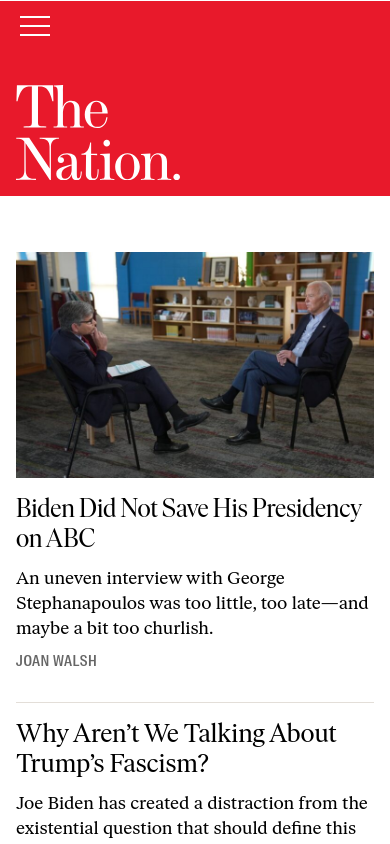 The
Nation.
Biden Did Not Save His Presidency
on ABC
An uneven interview with George
Stephanapoulos was too little, too late—and
maybe a bit too churlish.
JOAN WALSH
Why Aren’t We Talking About
Trump’s Fascism?
Joe Biden has created a distraction from the
existential question that should define this